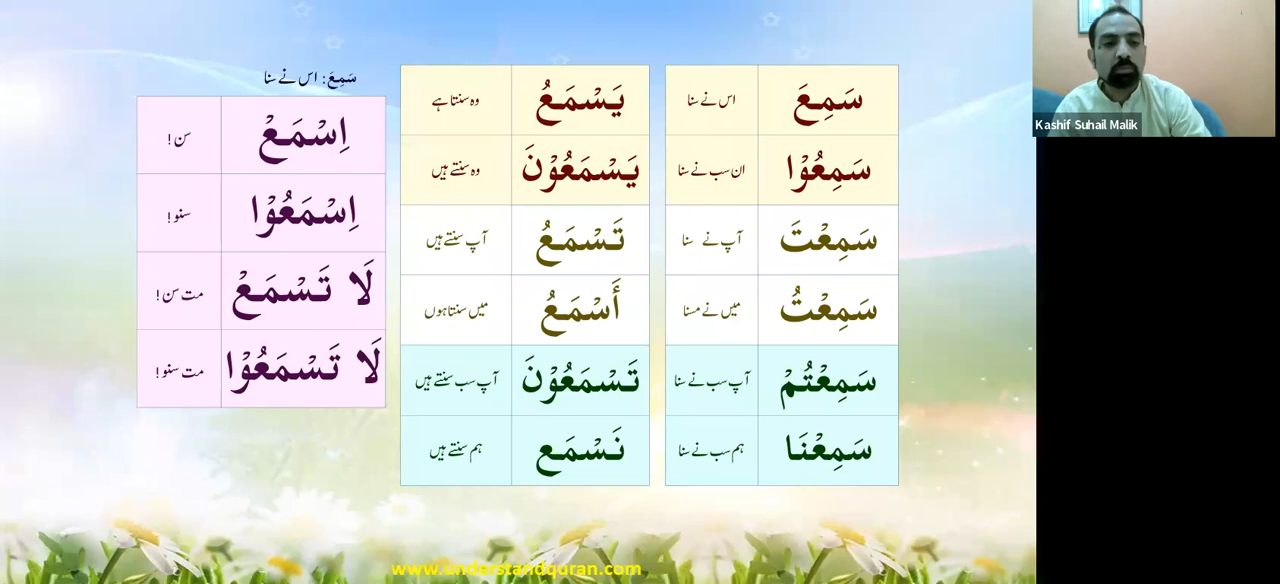 سَمِعَ: اس نے سنا
سَمِعَ اس نے سنا
سَمِعُوْا ان سب نے سنا
سَمِعْتَ آپ نے سنا
سَمِعْتُ میں نے سنا
سَمِعْتُمْ آپ سب نے سنا
سَمِعْنَا ہم سب نے سنا
يَسْمَعُ وہ سنتا ہے
يَسْمَعُوْنَ وہ سنتے ہیں
تَسْمَعُ آپ سنتے ہیں
أَسْمَعُ میں سنتا ہوں
تَسْمَعُوْنَ آپ سب سنتے ہیں
نَسْمَع ہم سنتے ہیں
اِسْمَعْ سن!
اِسْمَعُوْا سنو!
لَا تَسْمَعْ مت سن!
لَا تَسْمَعُوْا مت سنو!
www.understandquran.com
Kashif Suhail Malik